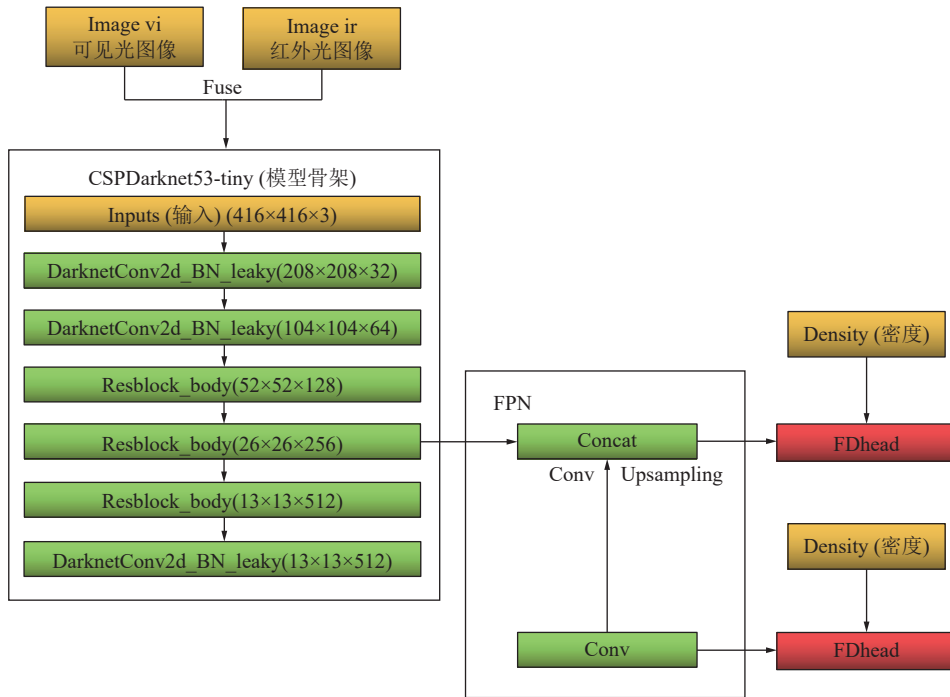 Image vi
可见光图像
Image ir
红外光图像
Fuse
CSPDarknet53-tiny (模型骨架)
Inputs (输入) (416×416×3)
DarknetConv2d_BN_leaky(208×208×32)
DarknetConv2d_BN_leaky(104×104×64)
Resblock_body(52×52×128)
Resblock_body(26×26×256)
Resblock_body(13×13×512)
DarknetConv2d_BN_leaky(13×13×512)
FPN
Concat
Conv
Upsampling
Conv
Density (密度)
FDhead
Density (密度)
FDhead